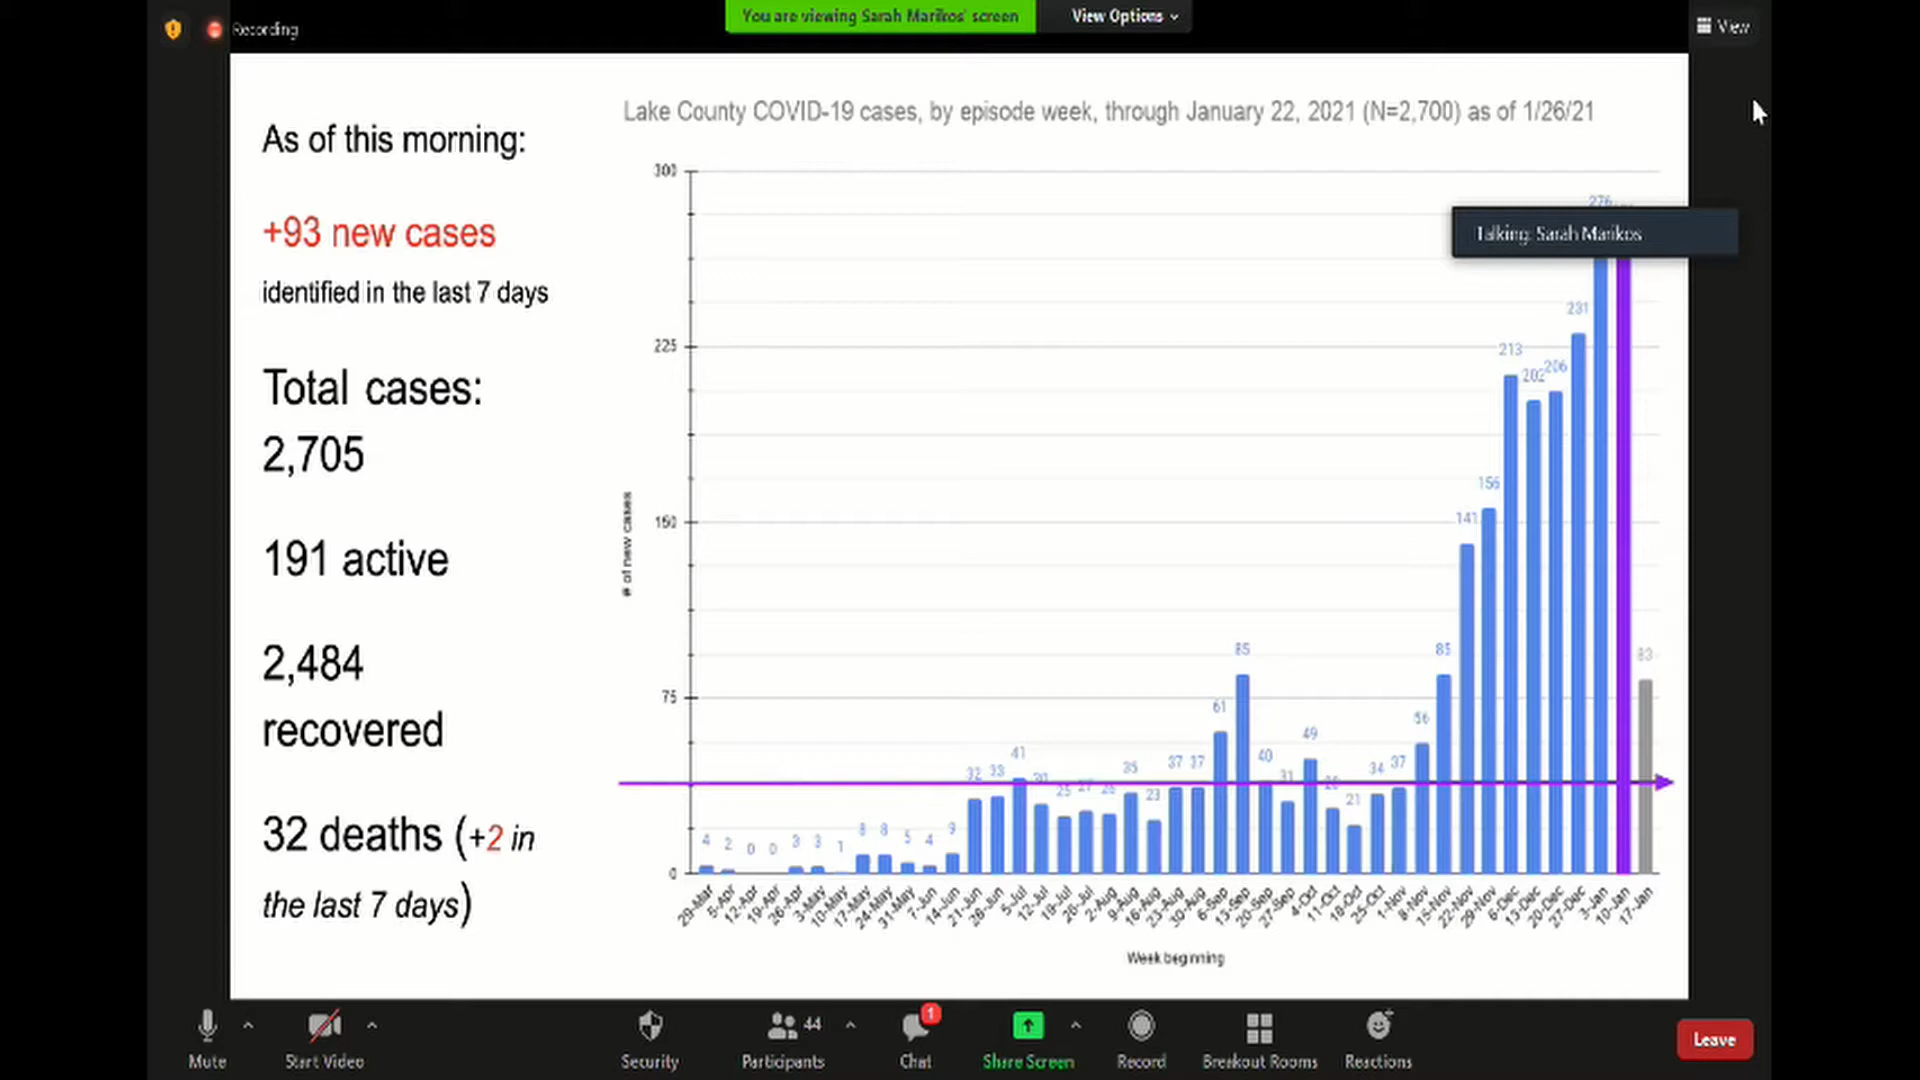 Recording
You are viewing Sarah Marikos' screen
View Options
View
As of this morning:
+93 new cases
identified in the last 7 days
Total cases:
2,705
191 active
2,484
recovered
32 deaths (+2 in
the last 7 days)
Lake County COVID-19 cases, by episode week, through January 22, 2021 (N=2,700) as of 1/26/21
Talking: Sarah Marikos
# of new cases
300
225
150
75
0
4 2 0 0 3 3 1 8 8 5 4 9 32 33 41 30 25 27 26 35 23 37 37 61 85 40 31 49 21 34 37 56 85 141 156 213 202 206 231 276 83
29-Mar 5-Apr 12-Apr 19-Apr 26-Apr 3-May 10-May 17-May 24-May 31-May 7-Jun 14-Jun 21-Jun 28-Jun 5-Jul 12-Jul 19-Jul 26-Jul 2-Aug 9-Aug 16-Aug 23-Aug 30-Aug 6-Sep 13-Sep 20-Sep 27-Sep 4-Oct 11-Oct 18-Oct 25-Oct 1-Nov 8-Nov 15-Nov 22-Nov 29-Nov 6-Dec 13-Dec 20-Dec 27-Dec 3-Jan 10-Jan 17-Jan
Week beginning
Mute
Start Video
Security
44
Participants
1
Chat
Share Screen
Record
Breakout Rooms
Reactions
Leave